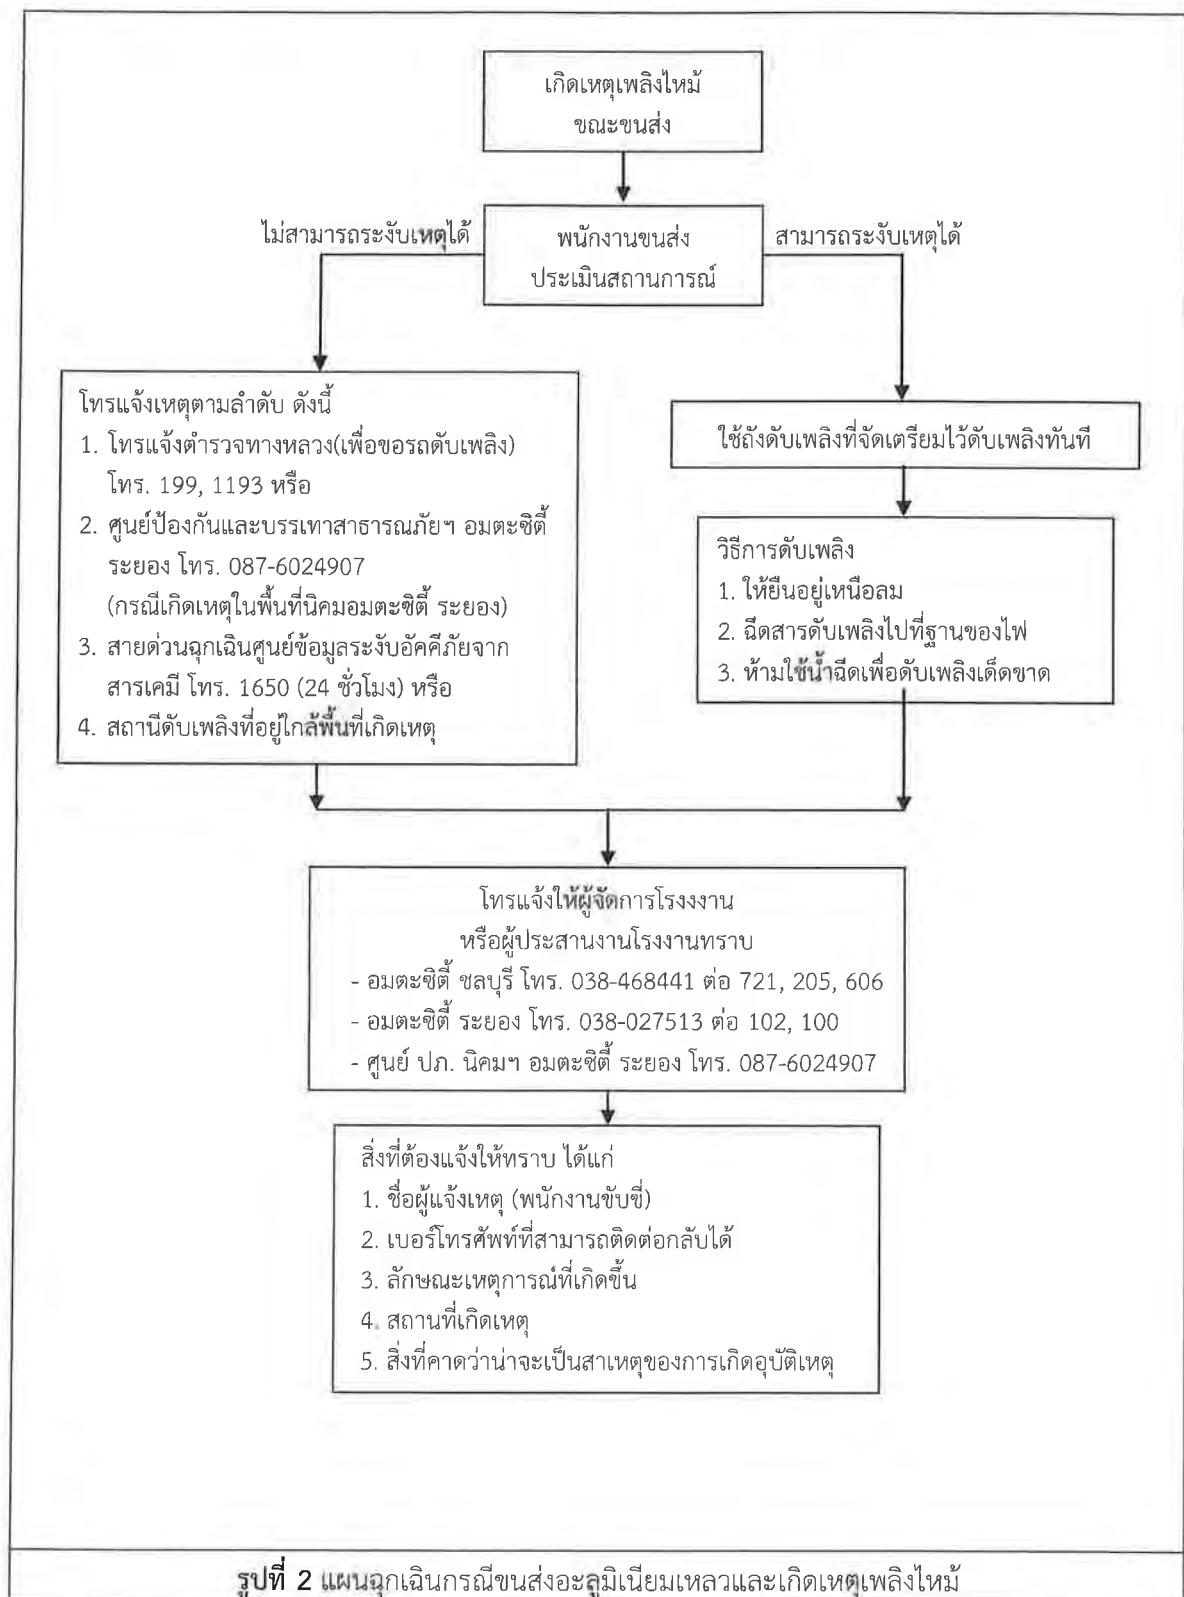 เกิดเหตุเพลิงไหม้
ขณะขนส่ง
ไม่สามารถระงับเหตุได้
พนักงานขนส่ง
ประเมินสถานการณ์
สามารถระงับเหตุได้
โทรแจ้งเหตุตามลำดับ ดังนี้
1. โทรแจ้งตำรวจทางหลวง(เพื่อขอรถดับเพลิง)
โทร. 199, 1193 หรือ
2. ศูนย์ป้องกันและบรรเทาสาธารณภัยฯ อมตะซิตี้
ระยอง โทร. 087-6024907
(กรณีเกิดเหตุในพื้นที่นิคมอมตะซิตี้ ระยอง)
3. สายด่วนฉุกเฉินศูนย์ข้อมูลระงับอัคคีภัยจาก
สารเคมี โทร. 1650 (24 ชั่วโมง) หรือ
4. สถานีดับเพลิงที่อยู่ใกล้พื้นที่เกิดเหตุ
ใช้ถังดับเพลิงที่จัดเตรียมไว้ดับเพลิงทันที
วิธีการดับเพลิง
1. ให้ยืนอยู่เหนือลม
2. ฉีดสารดับเพลิงไปที่ฐานของไฟ
3. ห้ามใช้น้ำฉีดเพื่อดับเพลิงเด็ดขาด
โทรแจ้งให้ผู้จัดการโรงงงาน
หรือผู้ประสานงานโรงงานทราบ
- อมตะซิตี้ ชลบุรี โทร. 038-468441 ต่อ 721, 205, 606
- อมตะซิตี้ ระยอง โทร. 038-027513 ต่อ 102, 100
- ศูนย์ ปภ. นิคมฯ อมตะซิตี้ ระยอง โทร. 087-6024907
สิ่งที่ต้องแจ้งให้ทราบ ได้แก่
1. ชื่อผู้แจ้งเหตุ (พนักงานขับขี่)
2. เบอร์โทรศัพท์ที่สามารถติดต่อกลับได้
3. ลักษณะเหตุการณ์ที่เกิดขึ้น
4. สถานที่เกิดเหตุ
5. สิ่งที่คาดว่าน่าจะเป็นสาเหตุของการเกิดอุบัติเหตุ
รูปที่ 2 แผนฉุกเฉินกรณีขนส่งอะลูมิเนียมเหลวและเกิดเหตุเพลิงไหม้